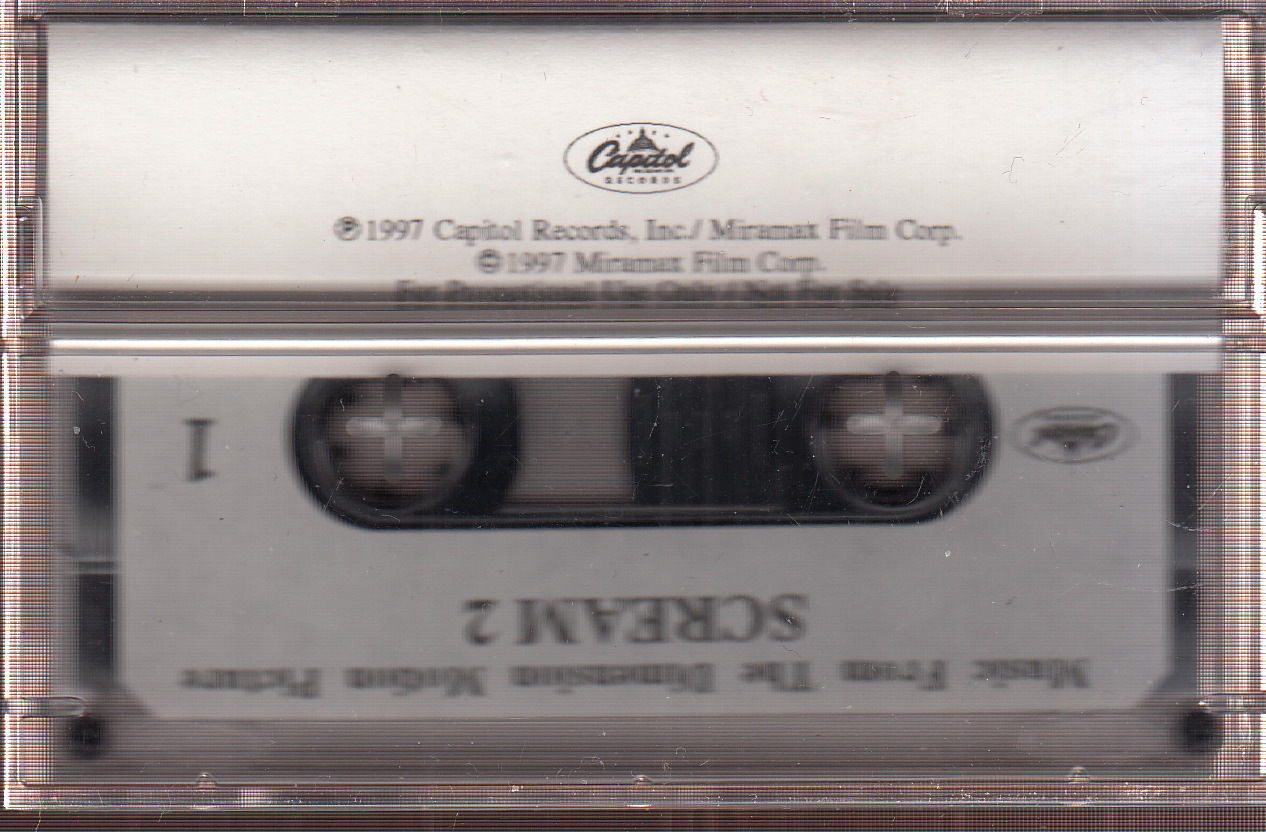 Capitol
RECORDS
℗1997 Capitol Records, Inc./ Miramax Film Corp.
©1997 Miramax Film Corp.
For Promotional Use Only / Not For Sale
1
SCREAM 2
Music From The Dimension Motion Picture